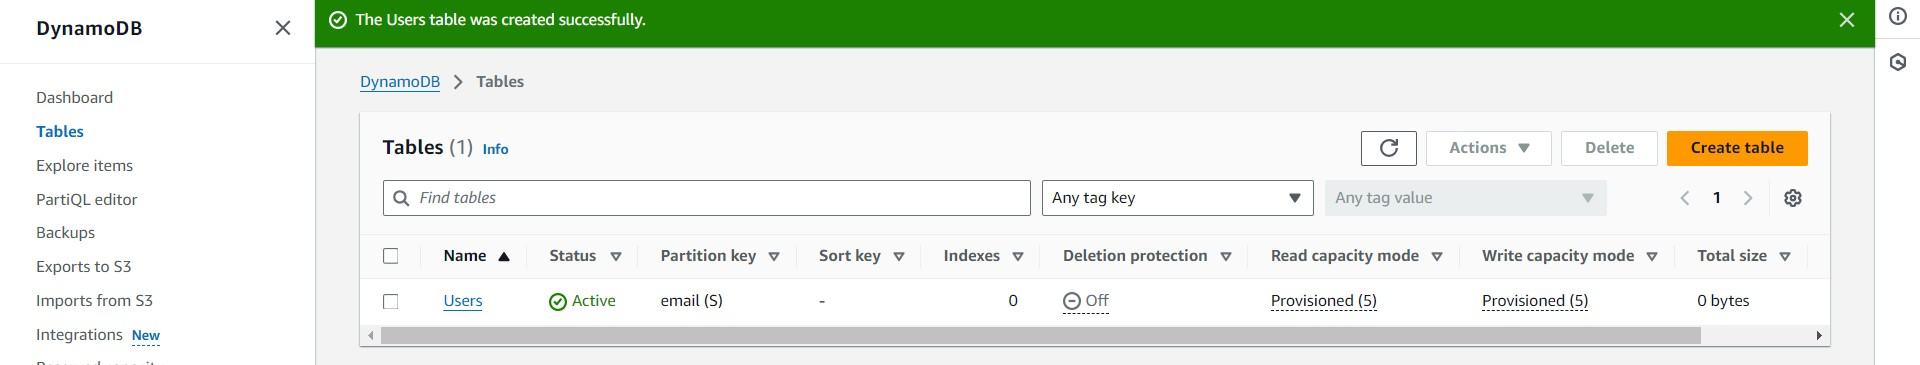 DynamoDB
Dashboard
Tables
Explore items
PartiQL editor
Backups
Exports to S3
Imports from S3
Integrations New
The Users table was created successfully.
DynamoDB Tables
Tables (1) Info
Actions
Delete
Create table
Find tables
Any tag key
Any tag value
1
Name Status Partition key Sort key Indexes Deletion protection Read capacity mode Write capacity mode Total size
Users Active email (S) - 0 Off Provisioned (5) Provisioned (5) 0 bytes